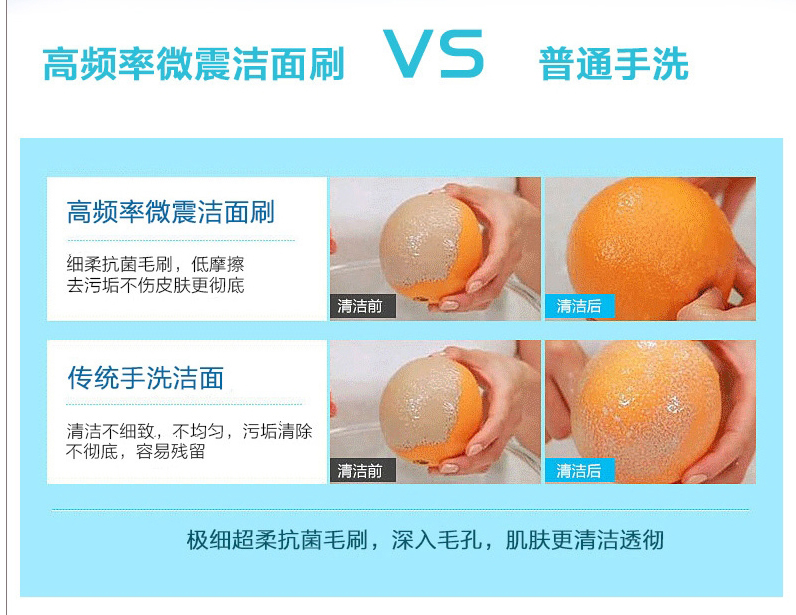 高频率微震洁面刷 VS 普通手洗
高频率微震洁面刷
细柔抗菌毛刷，低摩擦
去污垢不伤皮肤更彻底
清洁前
清洁后
传统手洗洁面
清洁不细致，不均匀，污垢清除
不彻底，容易残留
清洁前
清洁后
极细超柔抗菌毛刷，深入毛孔，肌肤更清洁透彻